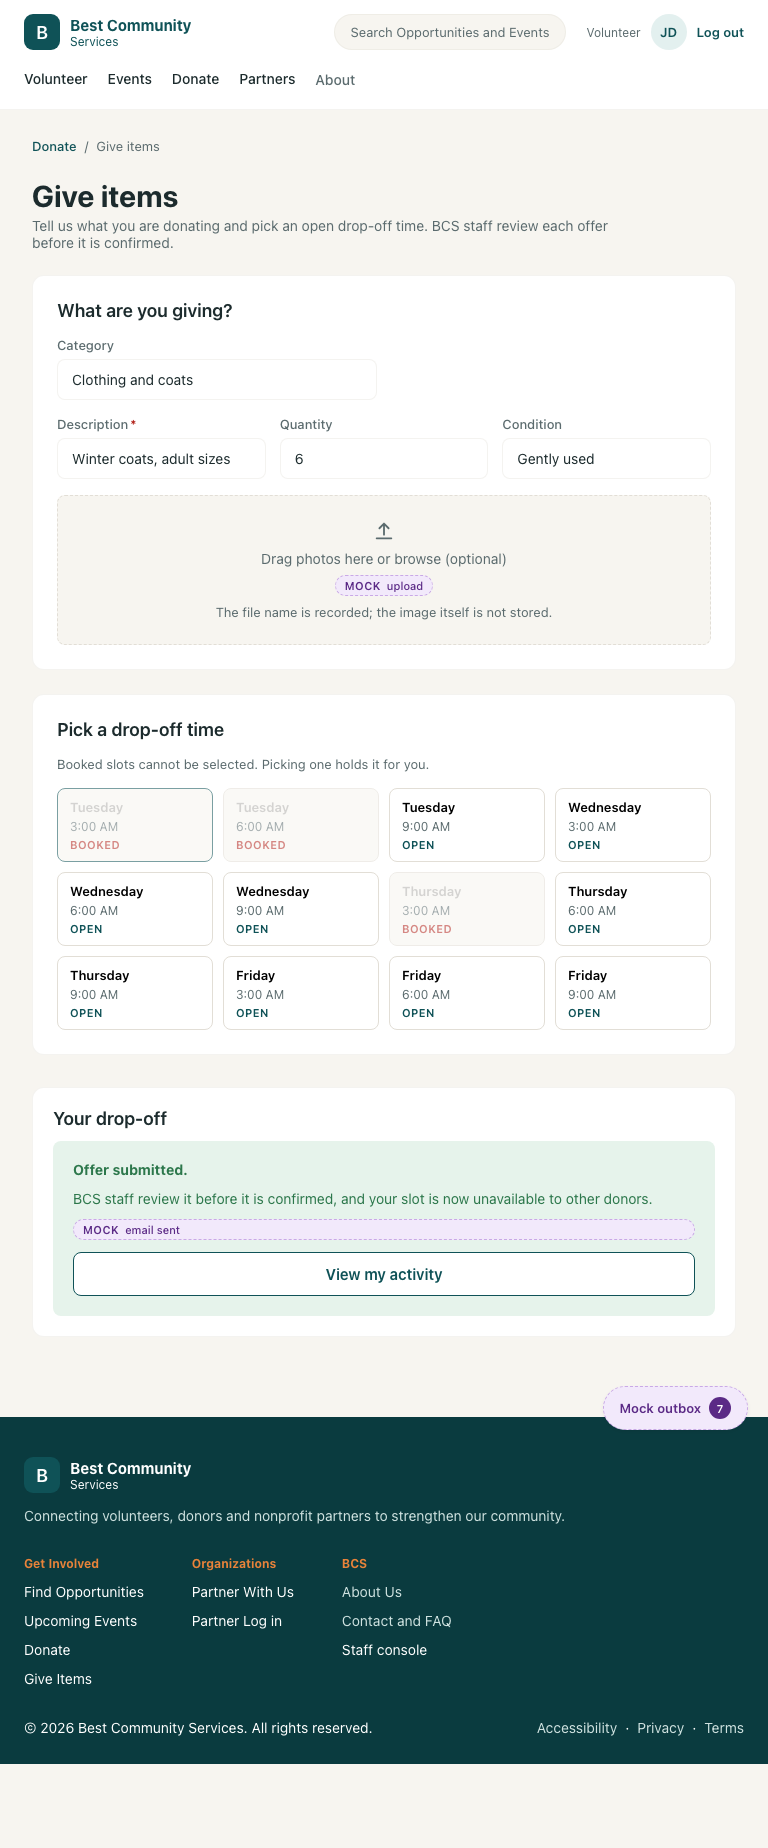 B
Best Community
Services
Search Opportunities and Events
Volunteer
JD
Log out
Volunteer Events Donate Partners About
Donate / Give items
Give items
Tell us what you are donating and pick an open drop-off time. BCS staff review each offer
before it is confirmed.
What are you giving?
Category
Clothing and coats
Description* Quantity Condition
Winter coats, adult sizes 6 Gently used
Drag photos here or browse (optional)
MOCK upload
The file name is recorded; the image itself is not stored.
Pick a drop-off time
Booked slots cannot be selected. Picking one holds it for you.
Tuesday Tuesday Tuesday Wednesday
3:00 AM 6:00 AM 9:00 AM 3:00 AM
BOOKED BOOKED OPEN OPEN
Wednesday Wednesday Thursday Thursday
6:00 AM 9:00 AM 3:00 AM 6:00 AM
OPEN OPEN BOOKED OPEN
Thursday Friday Friday Friday
9:00 AM 3:00 AM 6:00 AM 9:00 AM
OPEN OPEN OPEN OPEN
Your drop-off
Offer submitted.
BCS staff review it before it is confirmed, and your slot is now unavailable to other donors.
MOCK email sent
View my activity
Mock outbox 7
B
Best Community
Services
Connecting volunteers, donors and nonprofit partners to strengthen our community.
Get Involved Organizations BCS
Find Opportunities Partner With Us About Us
Upcoming Events Partner Log in Contact and FAQ
Donate Staff console
Give Items
© 2026 Best Community Services. All rights reserved.
Accessibility · Privacy · Terms